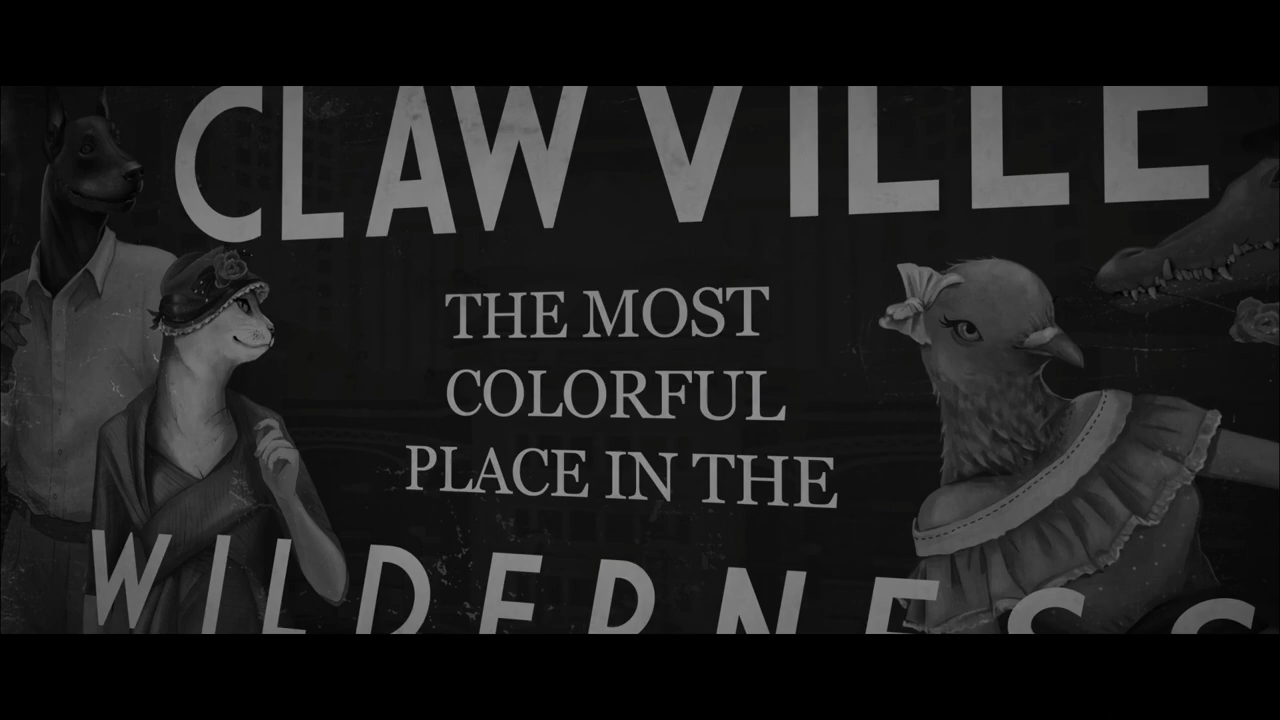 CLAWVILLE
THE MOST
COLORFUL
PLACE IN THE
WILDERNESS